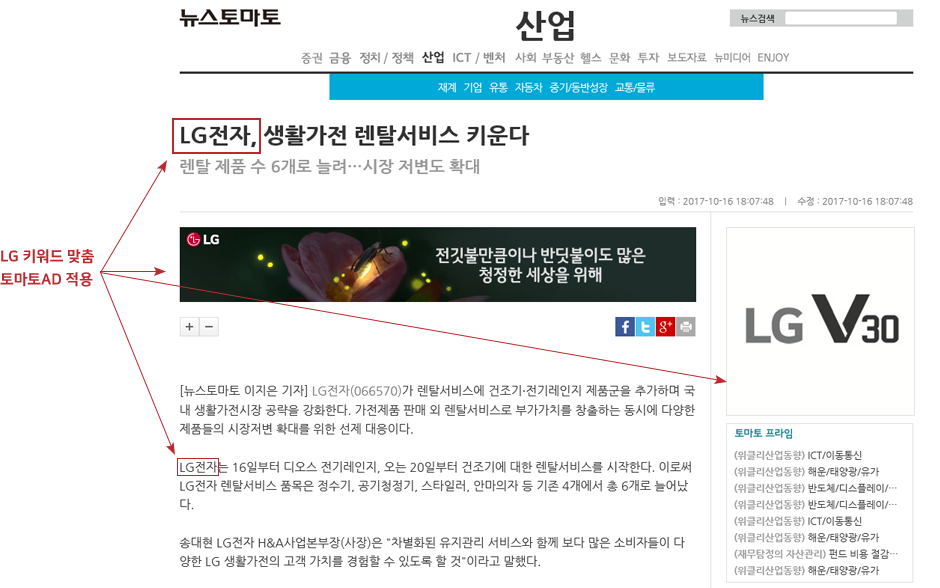 뉴스토마토
산업
뉴스검색
증권 금융 정치 / 정책 산업 ICT / 벤처 사회 부동산 헬스 문화 투자 보도자료 뉴미디어 ENJOY
재계 기업 유통 자동차 중기/동반성장 교통/물류
LG전자, 생활가전 렌탈서비스 키운다
렌탈 제품 수 6개로 늘려…시장 저변도 확대
입력 : 2017-10-16 18:07:48 | 수정 : 2017-10-16 18:07:48
LG 키워드 맞춤
토마토AD 적용
LG
전깃불만큼이나 반딧불이도 많은
청정한 세상을 위해
+ −
f t g+
LG V30
[뉴스토마토 이지은 기자] LG전자(066570)가 렌탈서비스에 건조기·전기레인지 제품군을 추가하며 국
내 생활가전시장 공략을 강화한다. 가전제품 판매 외 렌탈서비스로 부가가치를 창출하는 동시에 다양한
제품들의 시장저변 확대를 위한 선제 대응이다.
LG전자는 16일부터 디오스 전기레인지, 오는 20일부터 건조기에 대한 렌탈서비스를 시작한다. 이로써
LG전자 렌탈서비스 품목은 정수기, 공기청정기, 스타일러, 안마의자 등 기존 4개에서 총 6개로 늘어났
다.
송대현 LG전자 H&A사업본부장(사장)은 "차별화된 유지관리 서비스와 함께 보다 많은 소비자들이 다
양한 LG 생활가전의 고객 가치를 경험할 수 있도록 할 것"이라고 말했다.
토마토 프라임
(위클리산업동향) ICT/이동통신
(위클리산업동향) 해운/태양광/유가
(위클리산업동향) 반도체/디스플레이/…
(위클리산업동향) 반도체/디스플레이/…
(위클리산업동향) ICT/이동통신
(위클리산업동향) 해운/태양광/유가
(재무탐정의 자산관리) 펀드 비용 절감…
(위클리산업동향) 해운/태양광/유가